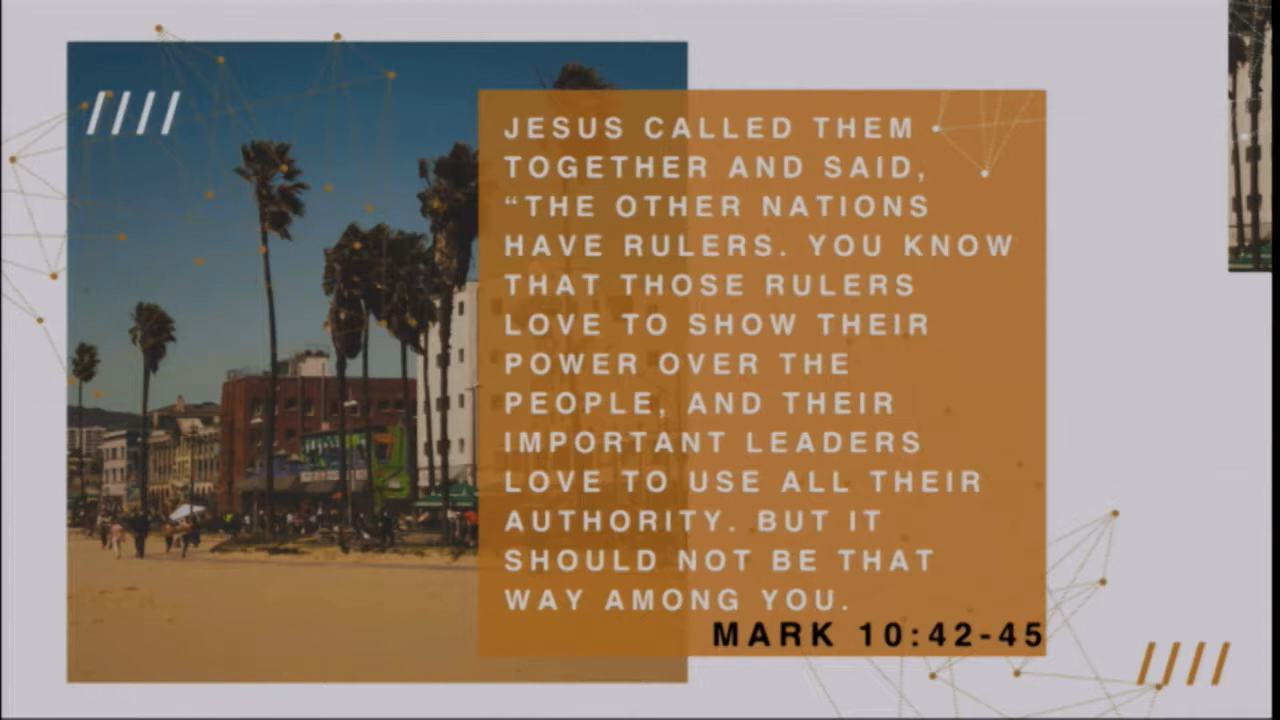 JESUS CALLED THEM
TOGETHER AND SAID,
“THE OTHER NATIONS
HAVE RULERS. YOU KNOW
THAT THOSE RULERS
LOVE TO SHOW THEIR
POWER OVER THE
PEOPLE, AND THEIR
IMPORTANT LEADERS
LOVE TO USE ALL THEIR
AUTHORITY. BUT IT
SHOULD NOT BE THAT
WAY AMONG YOU.
MARK 10:42-45